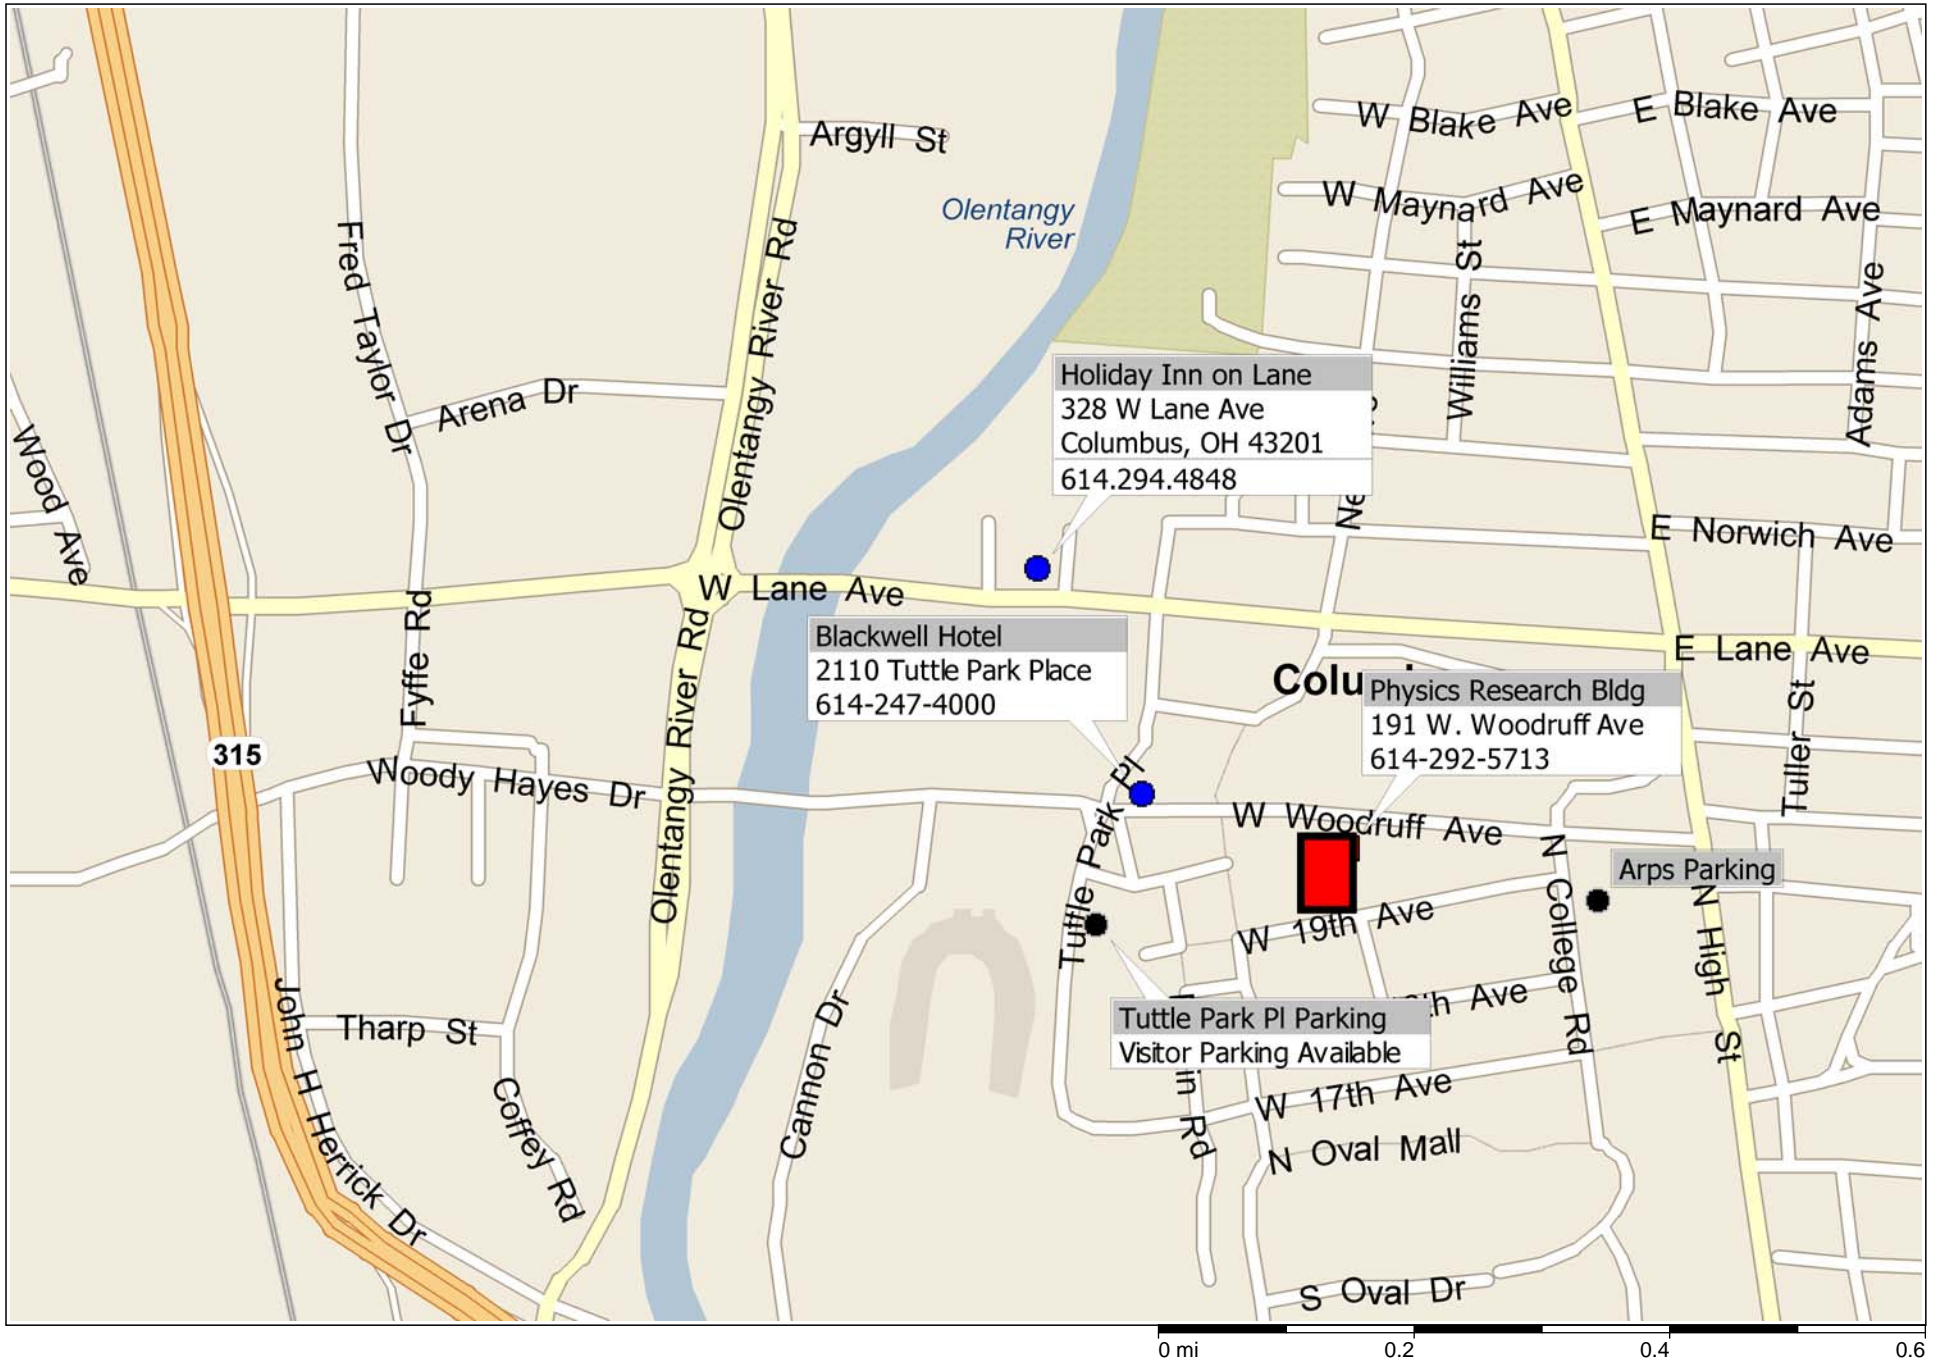 Argyll St
W Blake Ave
E Blake Ave
Olentangy
River
W Maynard Ave
E Maynard Ave
Fred Taylor Dr
Olentangy River Rd
Williams St
Adams Ave
Arena Dr
Holiday Inn on Lane
328 W Lane Ave
Columbus, OH 43201
614.294.4848
Wood Ave
Ne
E Norwich Ave
W Lane Ave
Fyffe Rd
Olentangy River Rd
Blackwell Hotel
2110 Tuttle Park Place
614-247-4000
E Lane Ave
Colu
Physics Research Bldg
191 W. Woodruff Ave
614-292-5713
Tuller St
315
Woody Hayes Dr
Tuttle Park Pl
W Woodruff Ave
Arps Parking
N College Rd
N High St
W 19th Ave
John H Herrick Dr
Tharp St
Coffey Rd
Cannon Dr
th Ave
Tuttle Park Pl Parking
Visitor Parking Available
in Rd
W 17th Ave
N Oval Mall
S Oval Dr
0 mi 0.2 0.4 0.6